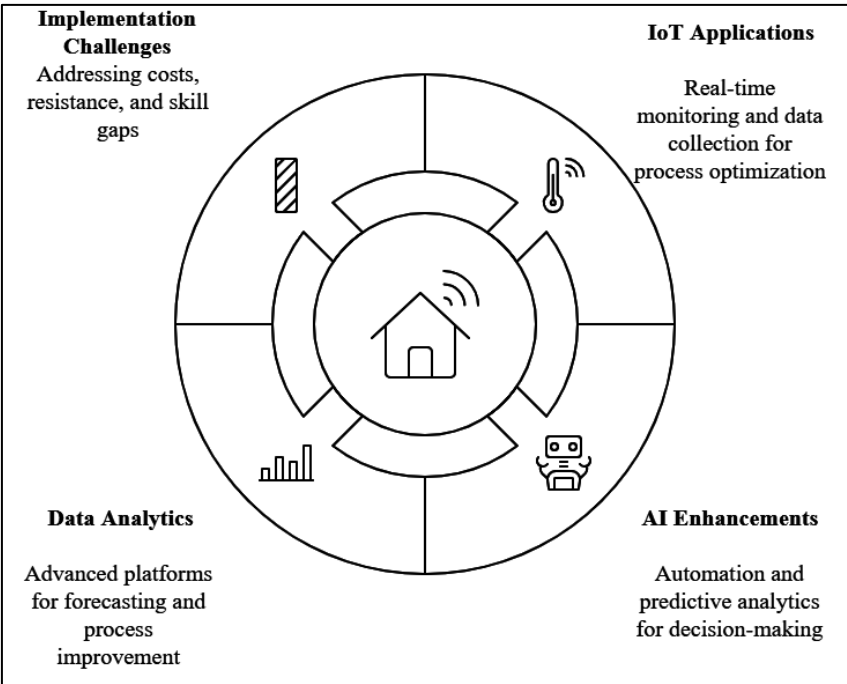 Implementation
Challenges
Addressing costs,
resistance, and skill
gaps
IoT Applications
Real-time
monitoring and data
collection for
process optimization
Data Analytics
Advanced platforms
for forecasting and
process
improvement
AI Enhancements
Automation and
predictive analytics
for decision-making